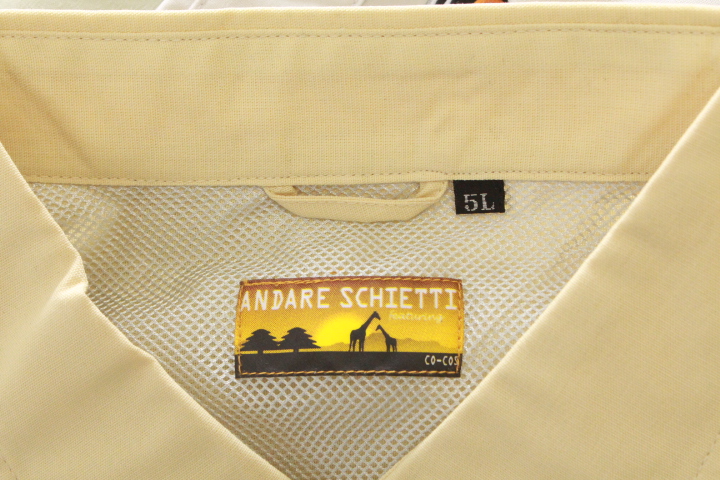 5L
ANDARE SCHIETTI
featuring
CO-COS